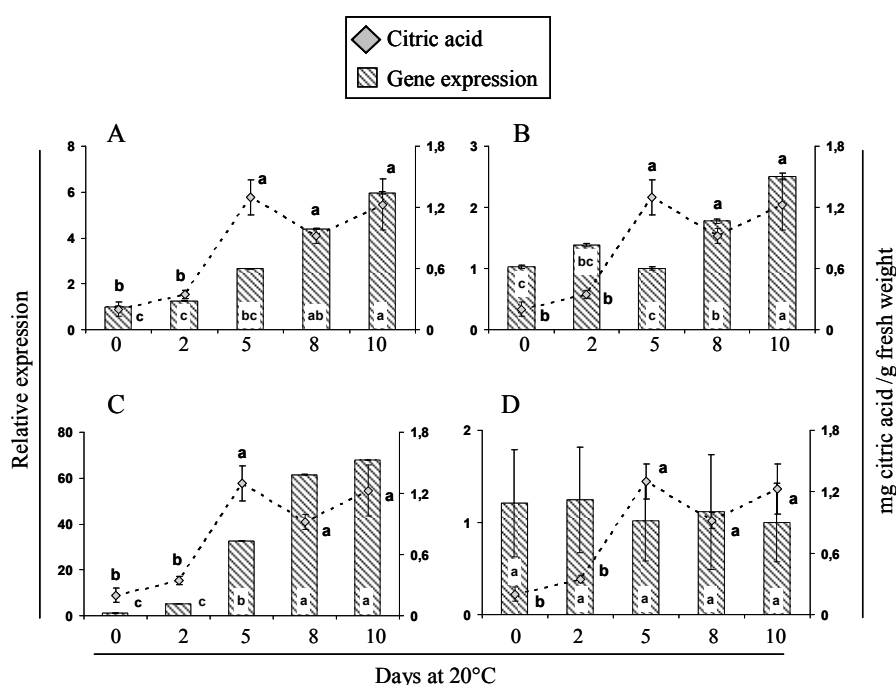 Citric acid
Gene expression
Relative expression
mg citric acid /g fresh weight
A
8
6
4
2
0
1,8
1,2
0,6
0
b
b
a
a
a
c
c
bc
ab
a
0
2
5
8
10
B
3
2
1
0
1,8
1,2
0,6
0
b
b
a
a
a
c
bc
c
b
a
0
2
5
8
10
C
80
60
40
20
0
1,8
1,2
0,6
0
b
b
a
a
a
c
c
b
a
a
0
2
5
8
10
D
2
1
0
1,8
1,2
0,6
0
b
b
a
a
a
a
a
a
a
a
0
2
5
8
10
Days at 20°C